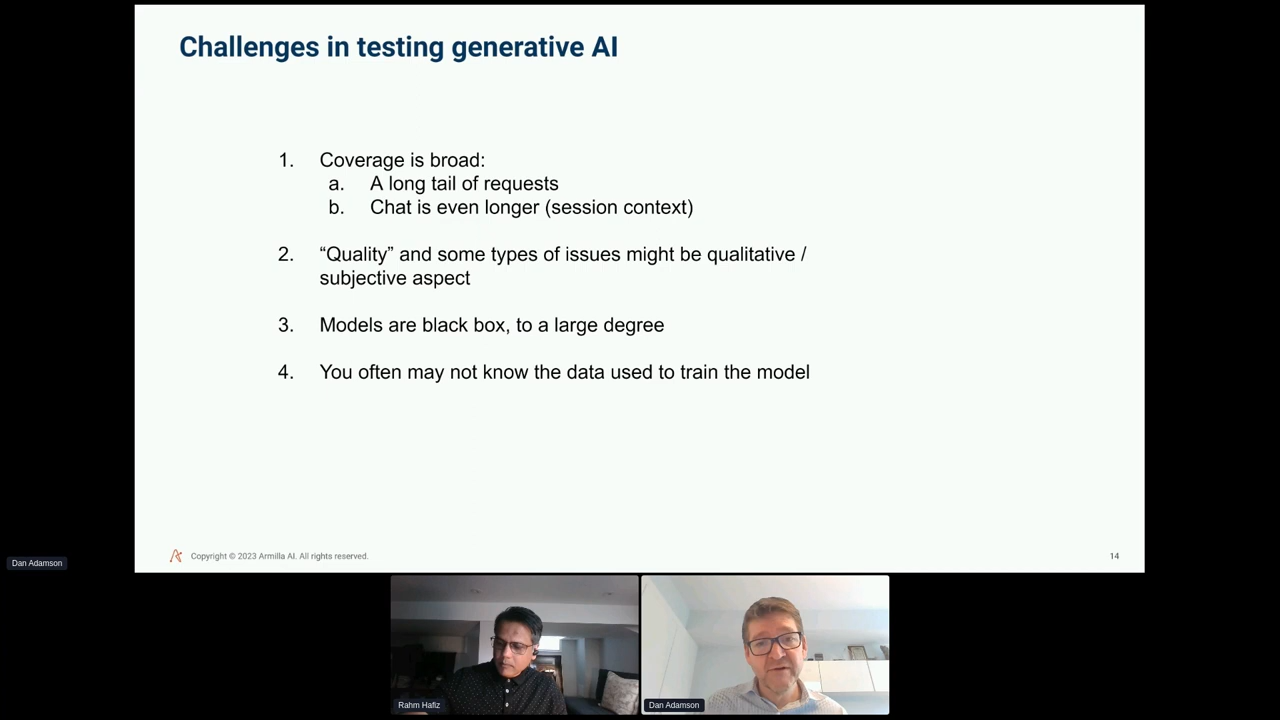 Challenges in testing generative AI
1. Coverage is broad:
a. A long tail of requests
b. Chat is even longer (session context)
2. “Quality” and some types of issues might be qualitative /
subjective aspect
3. Models are black box, to a large degree
4. You often may not know the data used to train the model
Copyright © 2023 Armilla AI. All rights reserved.
14
Dan Adamson
Rahm Hafiz
Dan Adamson